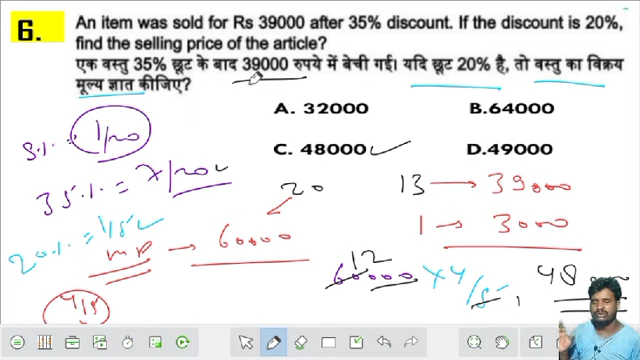 6.
An item was sold for Rs 39000 after 35% discount. If the discount is 20%,
find the selling price of the article?
एक वस्तु 35% छूट के बाद 39000 रुपये में बेची गई। यदि छूट 20% है, तो वस्तु का विक्रय
मूल्य ज्ञात कीजिए?
A. 32000
B.64000
C. 48000
D.49000
5% = 1/20
35% = 7/20
20% = 1/5
20
13 → 39000
1 → 3000
MP → 60000
12
60000 × 4/5
4/5